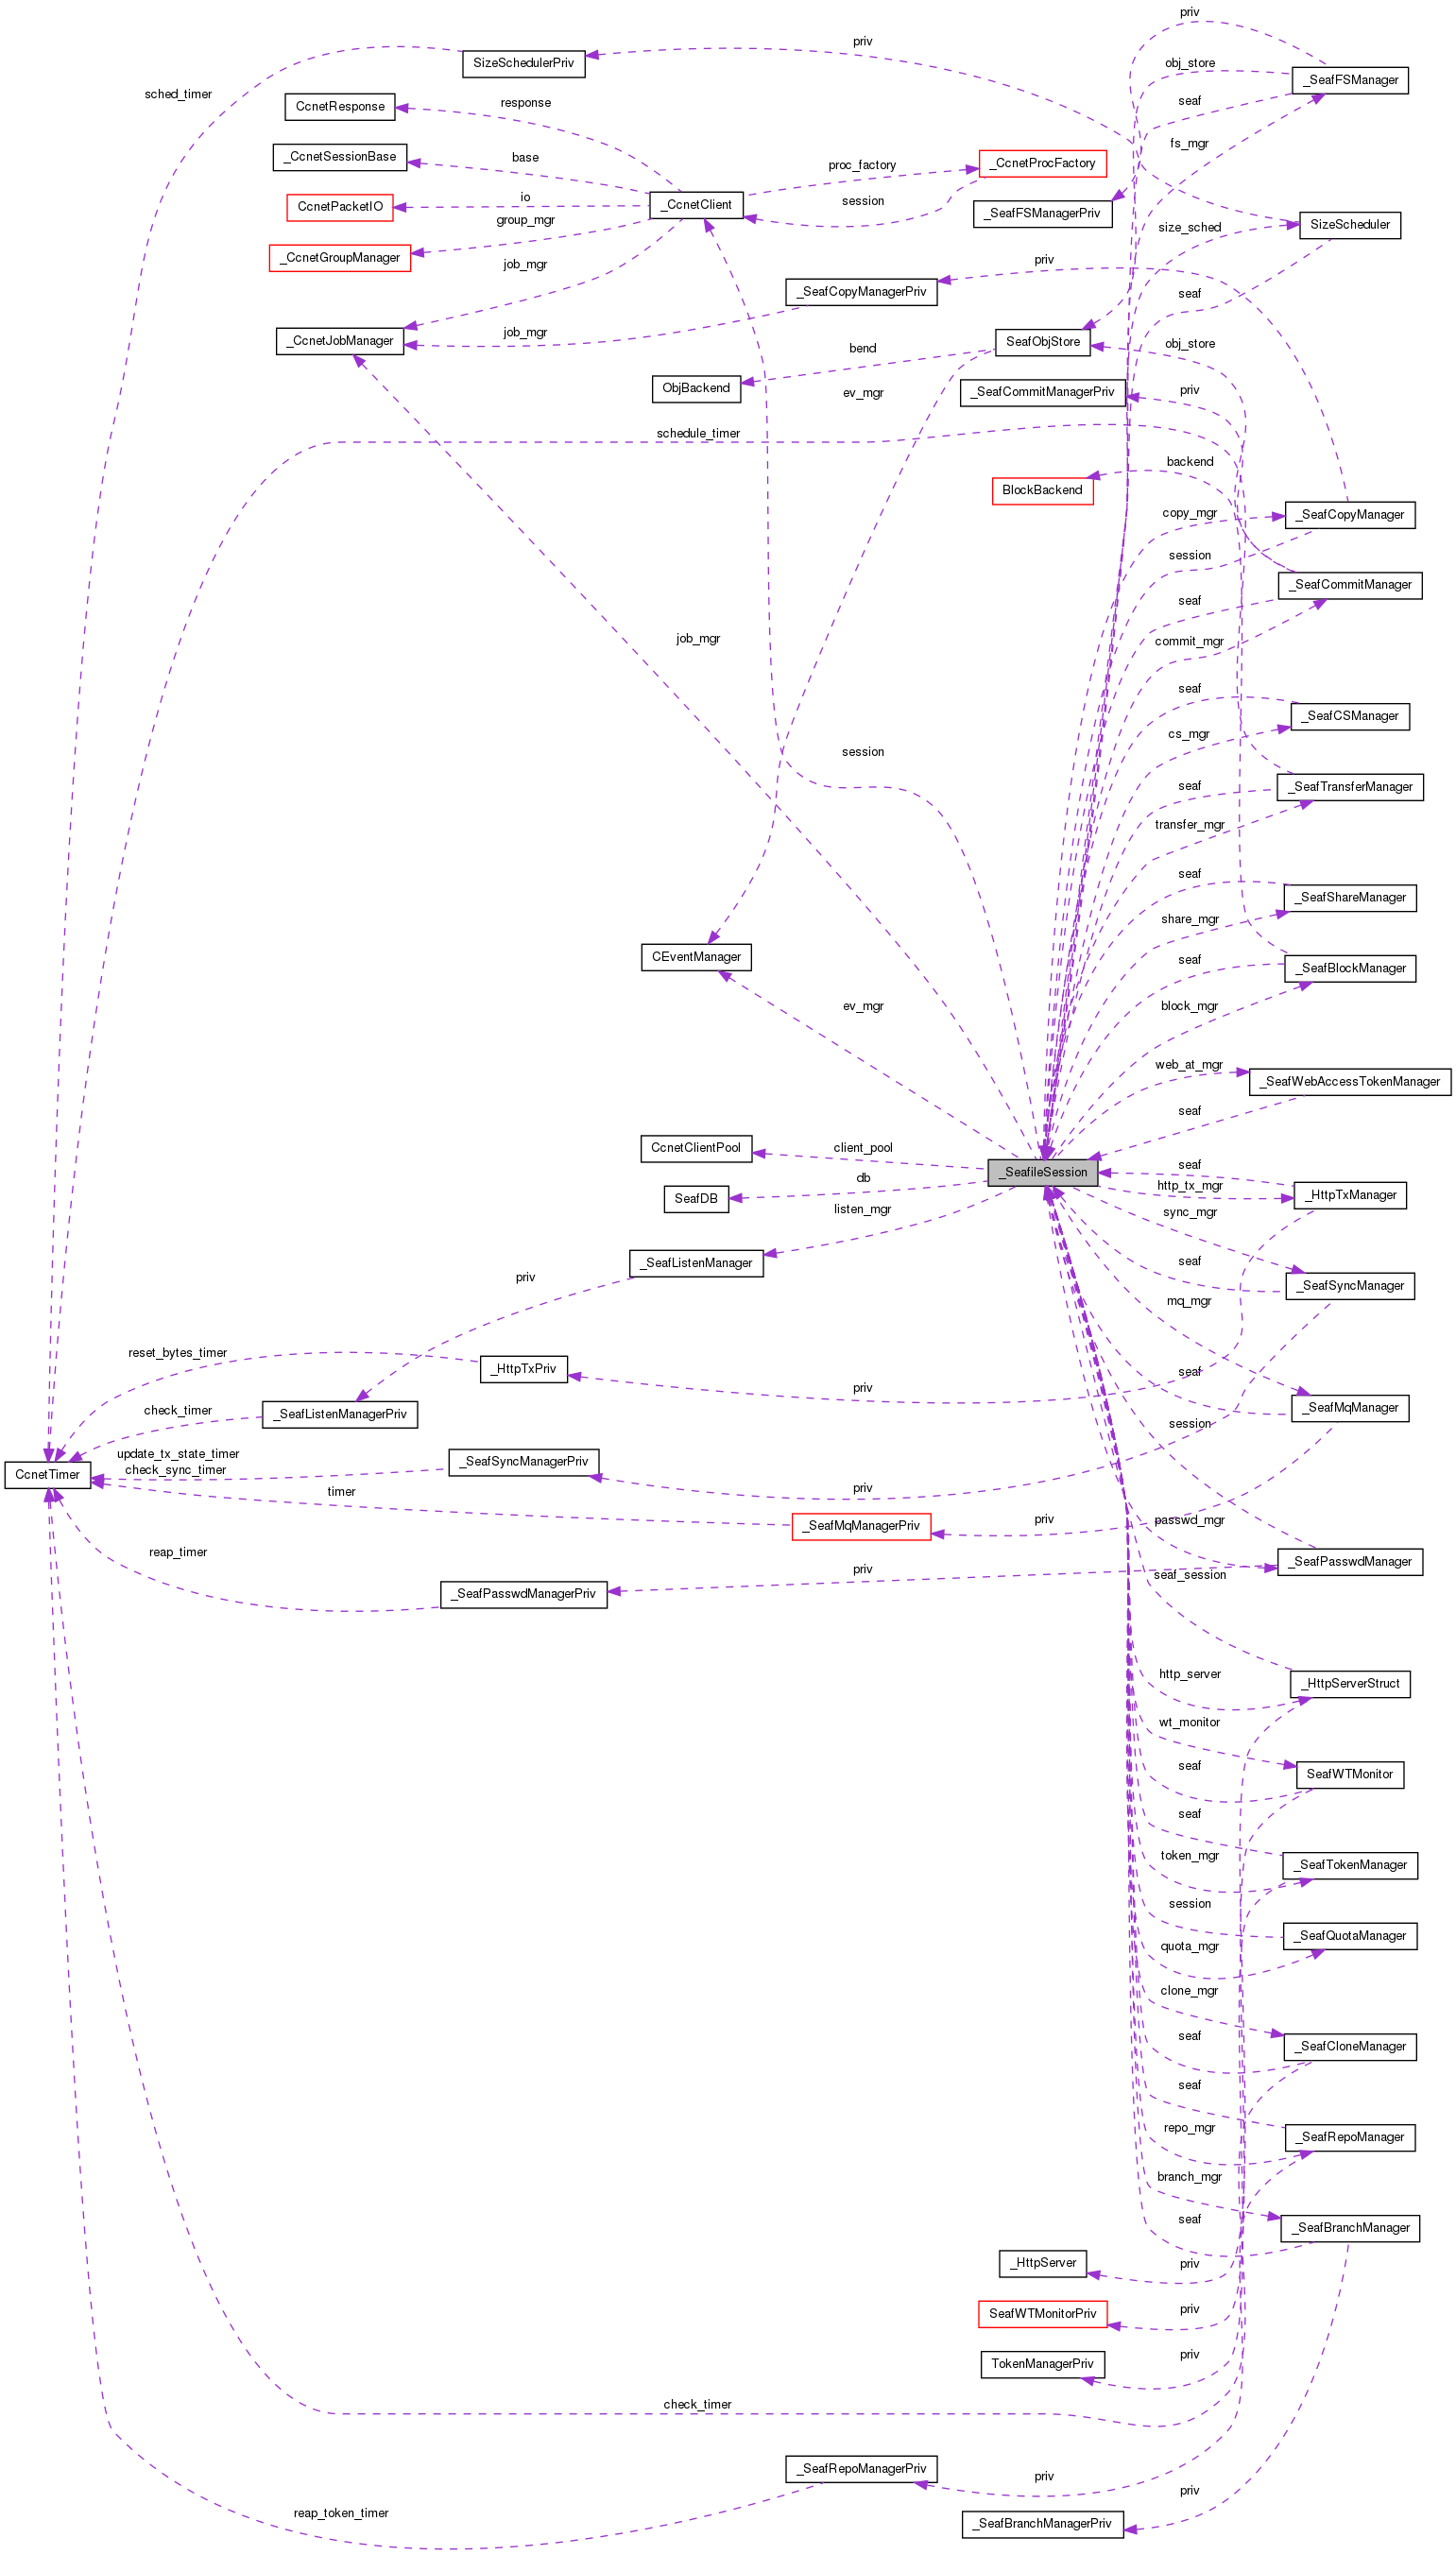 priv
_SeafFSManager
priv
SizeSchedulerPriv
obj_store
sched_timer
seaf
response
CcnetResponse
fs_mgr
base
_CcnetSessionBase
proc_factory
_CcnetProcFactory
io
CcnetPacketIO
_CcnetClient
session
_SeafFSManagerPriv
group_mgr
size_sched
SizeScheduler
_CcnetGroupManager
job_mgr
priv
_SeafCopyManagerPriv
seaf
job_mgr
_CcnetJobManager
SeafObjStore
obj_store
bend
ObjBackend
ev_mgr
_SeafCommitManagerPriv
priv
schedule_timer
backend
BlockBackend
copy_mgr
_SeafCopyManager
session
_SeafCommitManager
seaf
job_mgr
commit_mgr
seaf
_SeafCSManager
cs_mgr
session
seaf
_SeafTransferManager
transfer_mgr
seaf
_SeafShareManager
share_mgr
CEventManager
seaf
_SeafBlockManager
ev_mgr
block_mgr
web_at_mgr
_SeafWebAccessTokenManager
seaf
CcnetClientPool
client_pool
_SeafileSession
seaf
db
SeafDB
http_tx_mgr
_HttpTxManager
listen_mgr
sync_mgr
_SeafListenManager
seaf
priv
_SeafSyncManager
mq_mgr
reset_bytes_timer
_HttpTxPriv
seaf
priv
check_timer
_SeafListenManagerPriv
_SeafMqManager
session
update_tx_state_timer
check_sync_timer
CcnetTimer
_SeafSyncManagerPriv
priv
timer
_SeafMqManagerPriv
priv
passwd_mgr
reap_timer
priv
_SeafPasswdManager
seaf_session
_SeafPasswdManagerPriv
http_server
_HttpServerStruct
wt_monitor
seaf
SeafWTMonitor
seaf
token_mgr
_SeafTokenManager
session
_SeafQuotaManager
quota_mgr
clone_mgr
seaf
_SeafCloneManager
seaf
repo_mgr
_SeafRepoManager
branch_mgr
seaf
_SeafBranchManager
_HttpServer
priv
SeafWTMonitorPriv
priv
TokenManagerPriv
priv
check_timer
_SeafRepoManagerPriv
priv
priv
reap_token_timer
_SeafBranchManagerPriv